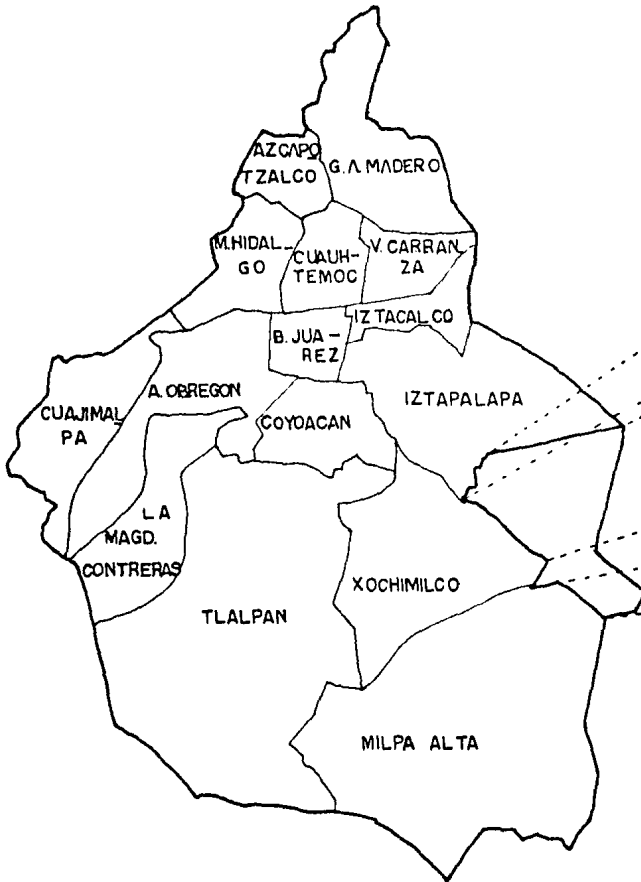 AZCAPO
TZALCO
G. A. MADERO
M. HIDAL-
GO
CUAUH-
TEMOC
V. CARRAN
ZA
IZTACALCO
B. JUA-
REZ
A. OBREGON
CUAJIMAL
PA
COYOACAN
IZTAPALAPA
LA
MAGD.
CONTRERAS
TLALPAN
XOCHIMILCO
MILPA ALTA